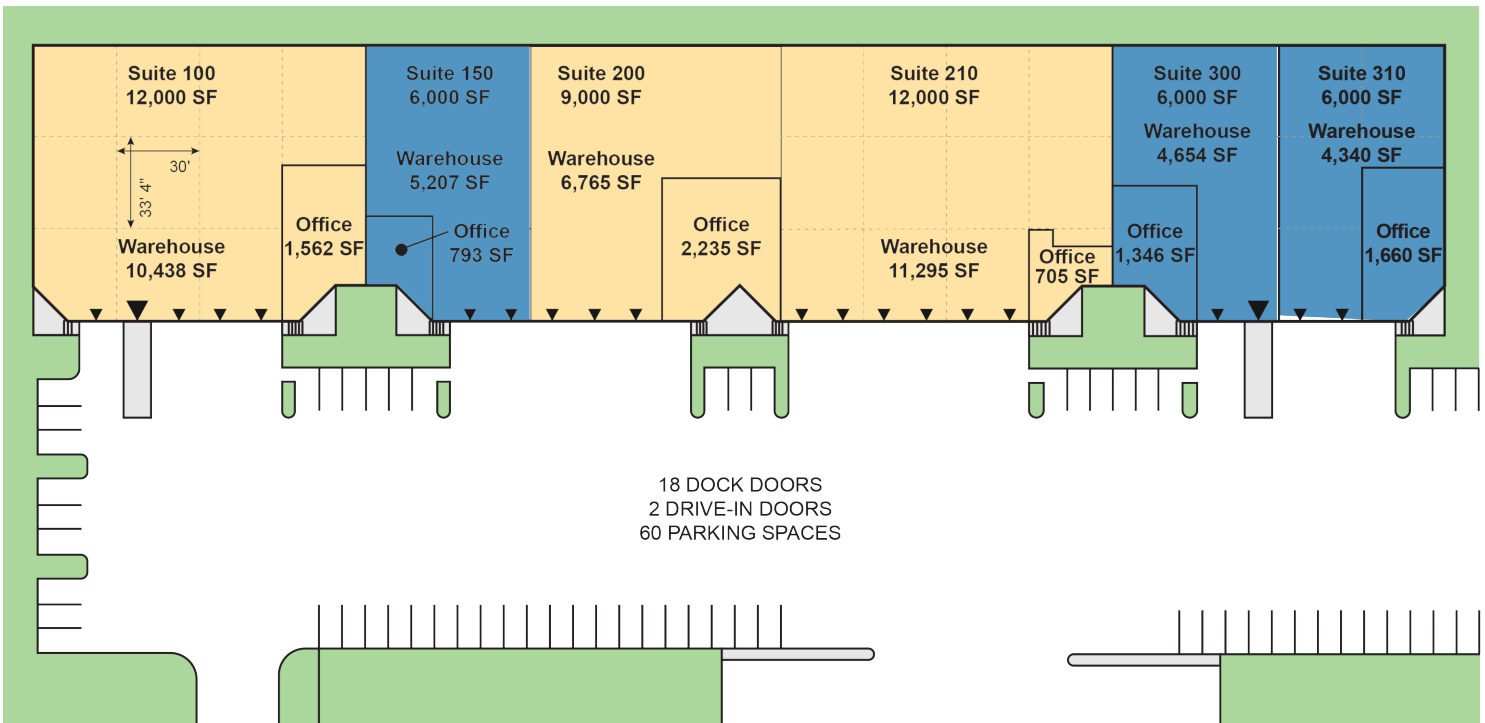 Suite 100
12,000 SF
30'
33' 4"
Warehouse
10,438 SF
Office
1,562 SF
Suite 150
6,000 SF
Warehouse
5,207 SF
Office
793 SF
Suite 200
9,000 SF
Warehouse
6,765 SF
Office
2,235 SF
Suite 210
12,000 SF
Warehouse
11,295 SF
Office
705 SF
Suite 300
6,000 SF
Warehouse
4,654 SF
Office
1,346 SF
Suite 310
6,000 SF
Warehouse
4,340 SF
Office
1,660 SF
18 DOCK DOORS
2 DRIVE-IN DOORS
60 PARKING SPACES